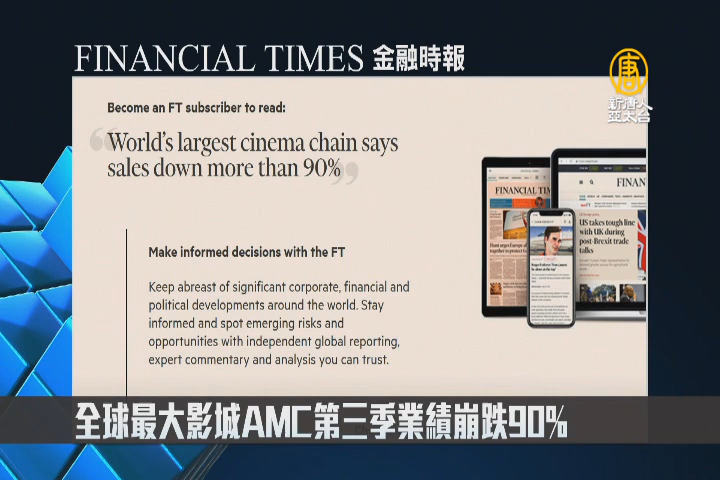 FINANCIAL TIMES 金融時報
唐
新唐人
亞太台
Become an FT subscriber to read:
World's largest cinema chain says
sales down more than 90%
Make informed decisions with the FT
Keep abreast of significant corporate, financial and
political developments around the world. Stay
informed and spot emerging risks and
opportunities with independent global reporting,
expert commentary and analysis you can trust.
FINANCIAL TIM
FINAN
US takes tough line
with UK during
post-Brexit trade
talks
全球最大影城AMC第三季業績崩跌90%